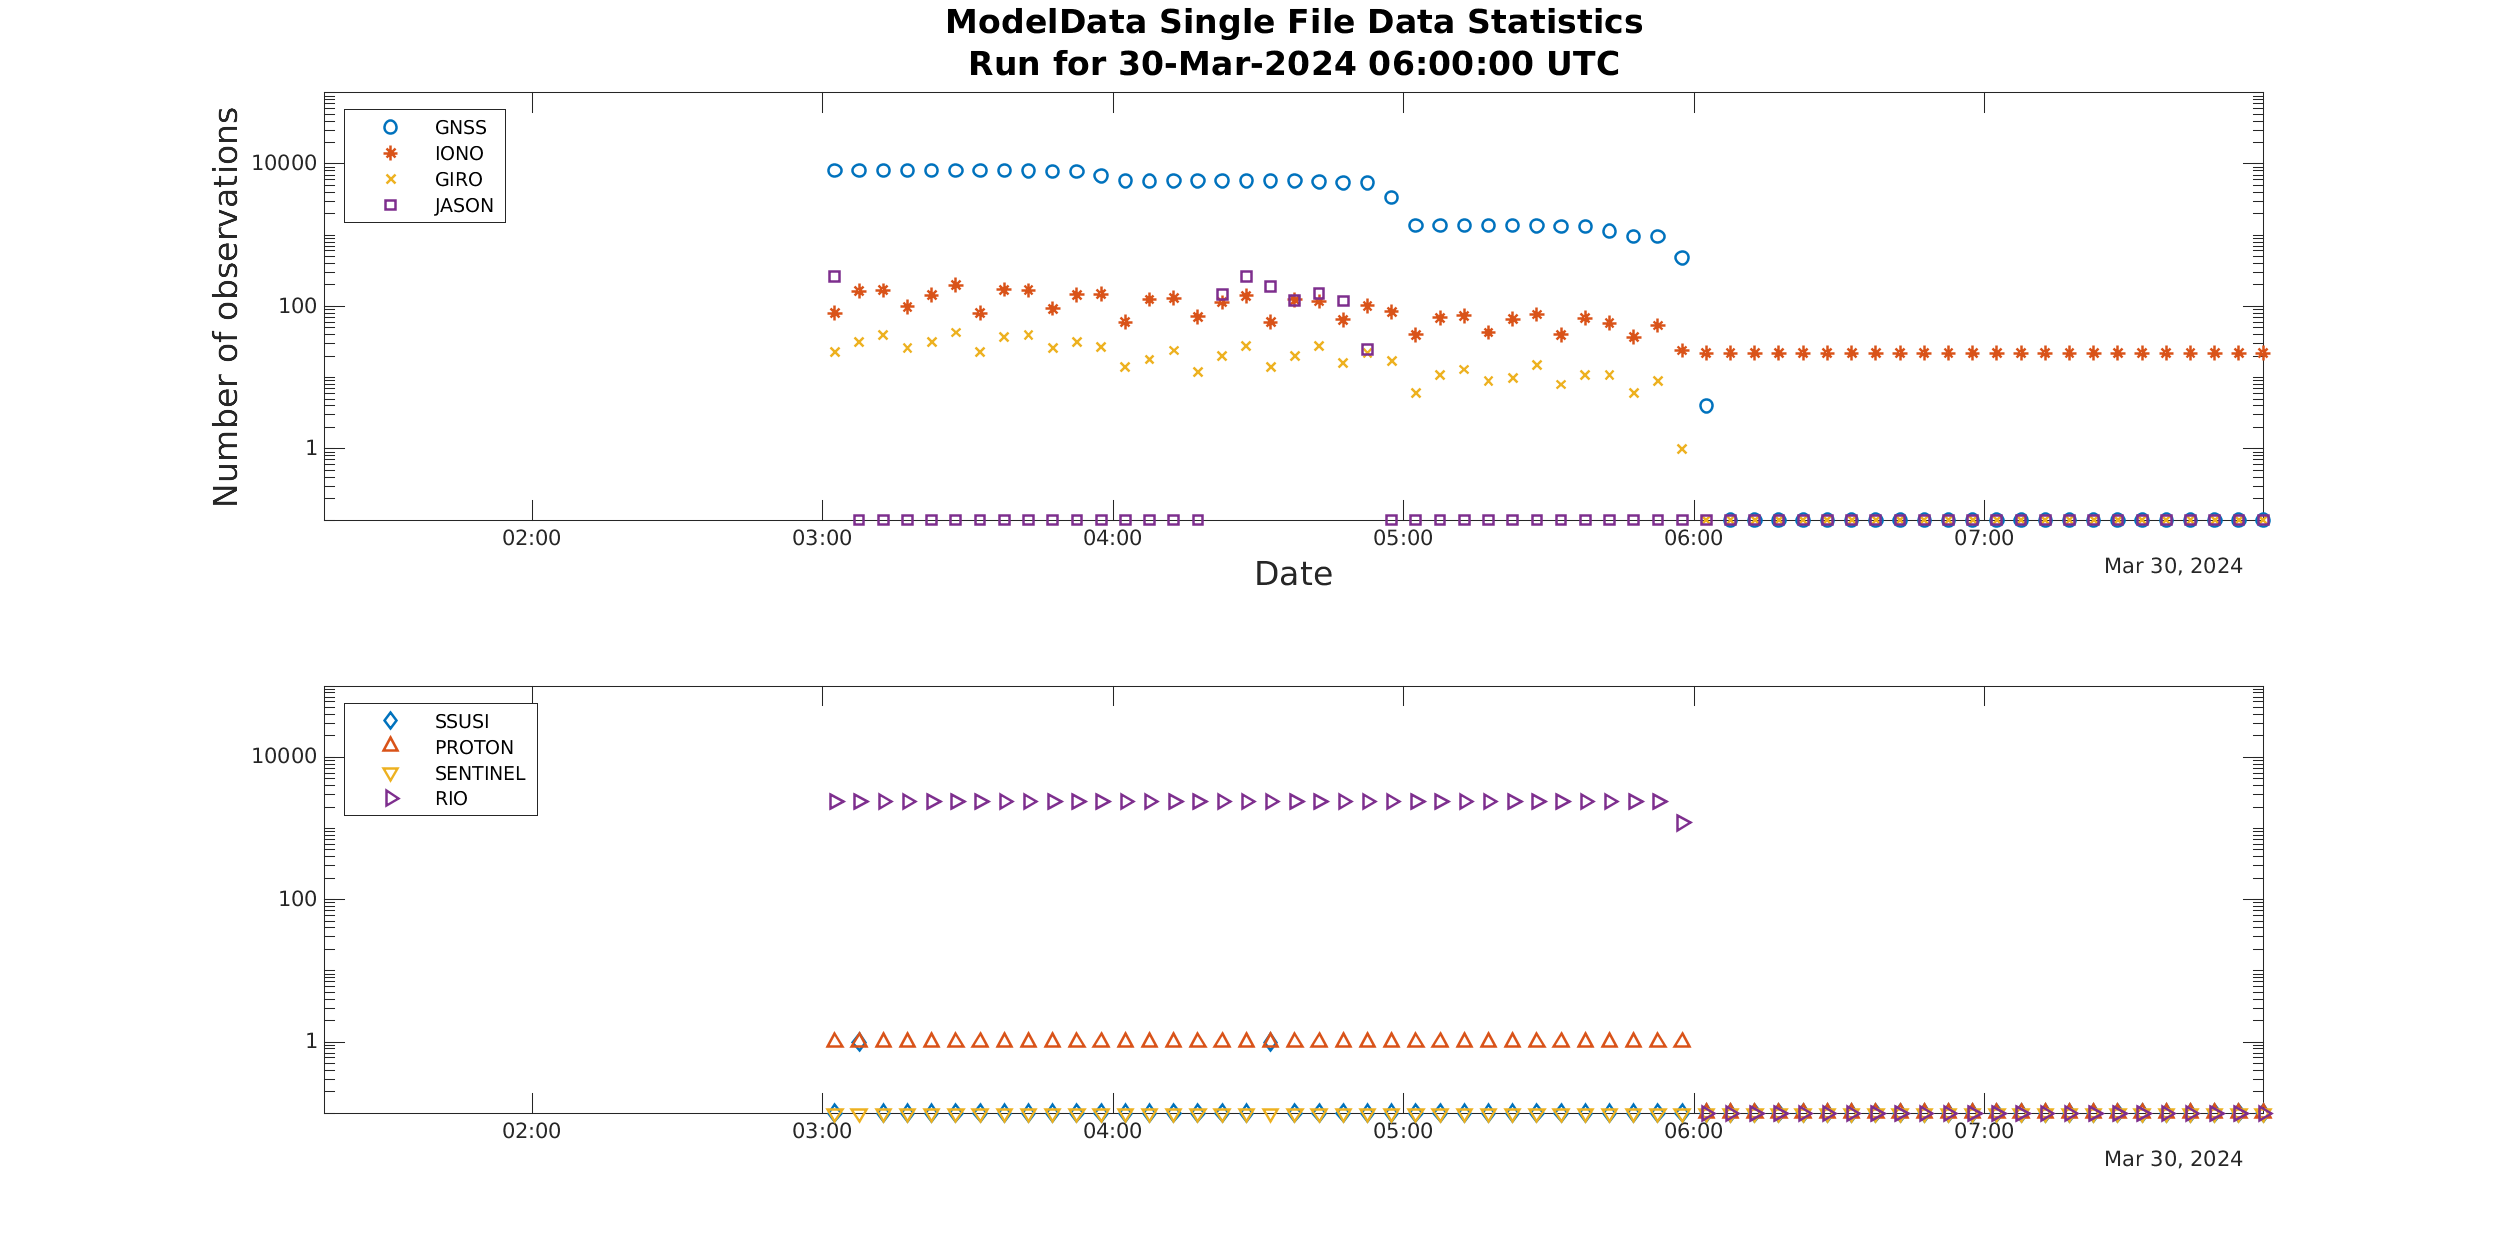 ModelData Single File Data Statistics
Run for 30-Mar-2024 06:00:00 UTC
Number of observations
10000
100
1
GNSS
IONO
GIRO
JASON
02:00 03:00 04:00 05:00 06:00 07:00
Mar 30, 2024
Date
10000
100
1
SSUSI
PROTON
SENTINEL
RIO
02:00 03:00 04:00 05:00 06:00 07:00
Mar 30, 2024